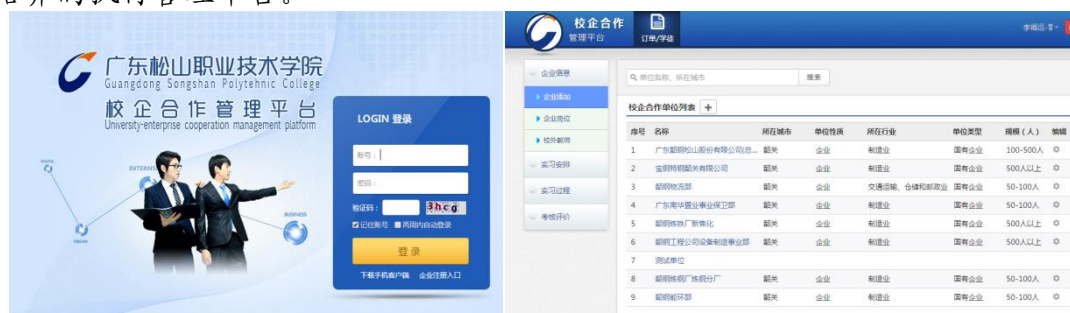 广东松山职业技术学院
Guangdong Songshan Polytehnic College
校企合作管理平台
University-enterprise cooperation management platform
INTERNS
BUSINESS
LOGIN 登录
账号：
密码：
验证码：
3hcg
记住账号 两周内自动登录
登录
下载手机客户端 企业注册入口
校企合作
管理平台
订单/学徒
企业信息
企业添加
企业岗位
校外教师
实习安排
实习过程
考核评价
单位名称、所在城市
搜索
校企合作单位列表 +
序号 名称 所在城市 单位性质 所在行业 单位类型 规模（人） 编辑
1 广东韶钢松山股份有限公司(总... 韶关 企业 制造业 国有企业 100-500人
2 宝钢特钢韶关有限公司 韶关 企业 制造业 国有企业 500人以上
3 韶钢物流部 韶关 企业 交通运输、仓储和邮政业 国有企业 50-100人
4 广东南华置业事业保卫部 韶关 企业 制造业 国有企业 50-100人
5 韶钢炼铁厂新焦化 韶关 企业 制造业 国有企业 500人以上
6 韶钢工程公司设备制造事业部 韶关 企业 制造业 国有企业 500人以上
7 测试单位
8 韶钢炼钢厂炼钢分厂 韶关 企业 制造业 国有企业 50-100人
9 韶钢能环部 韶关 企业 制造业 国有企业 50-100人